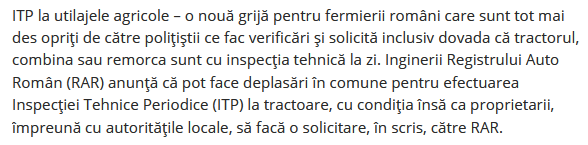 ITP la utilajele agricole – o nouă grijă pentru fermierii români care sunt tot mai
des opriţi de către poliţiştii ce fac verificări şi solicită inclusiv dovada că tractorul,
combina sau remorca sunt cu inspecţia tehnică la zi. Inginerii Registrului Auto
Român (RAR) anunţă că pot face deplasări în comune pentru efectuarea
Inspecţiei Tehnice Periodice (ITP) la tractoare, cu condiţia însă ca proprietarii,
împreună cu autorităţile locale, să facă o solicitare, în scris, către RAR.